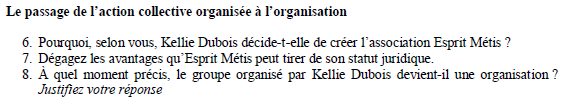 Le passage de l'action collective organisée à l'organisation
6. Pourquoi, selon vous, Kellie Dubois décide-t-elle de créer l'association Esprit Métis ?
7. Dégagez les avantages qu'Esprit Métis peut tirer de son statut juridique.
8. À quel moment précis, le groupe organisé par Kellie Dubois devient-il une organisation ?
Justifiez votre réponse